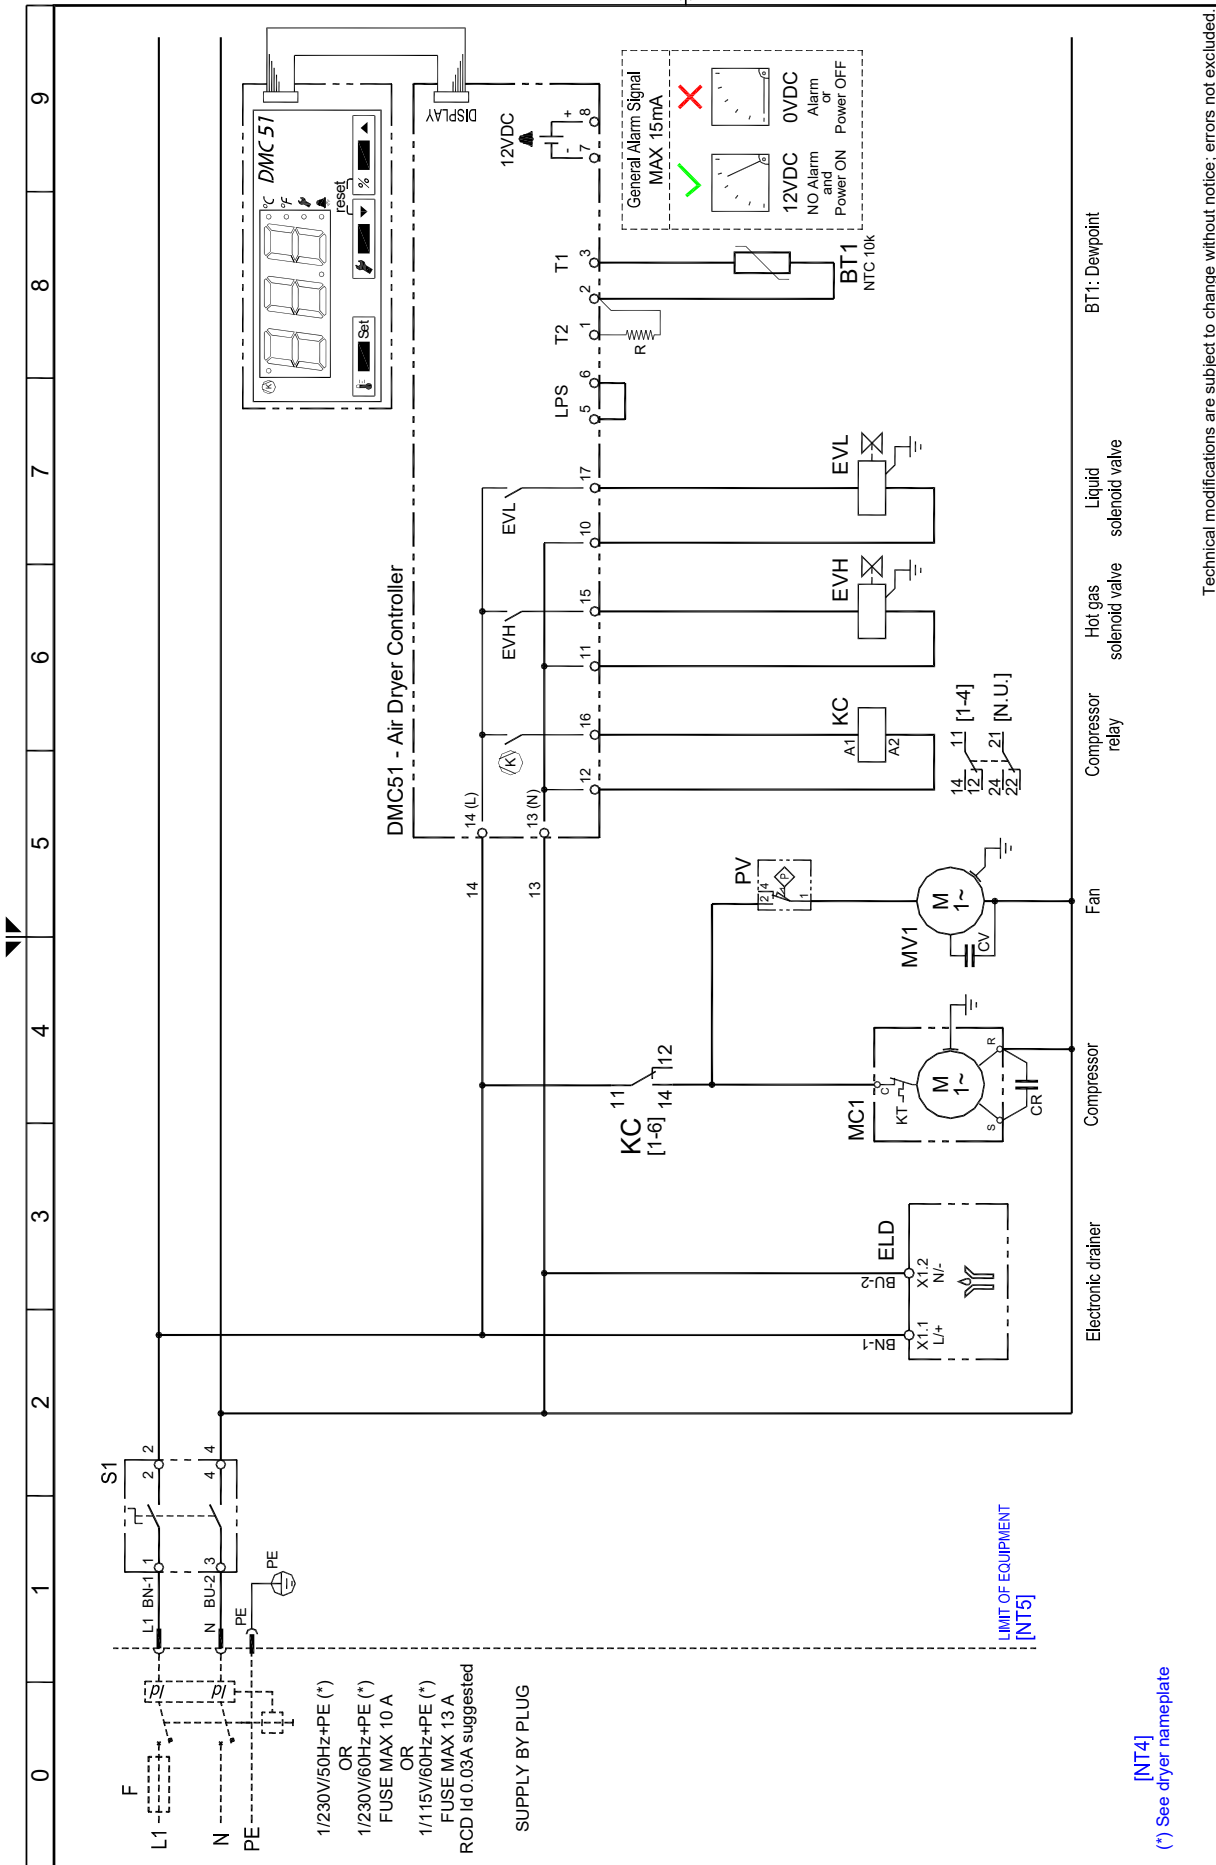 0
1
2
3
4
5
6
7
8
9
F
L1
N
PE
Id
Id
1/230V/50Hz+PE (*)
OR
1/230V/60Hz+PE (*)
FUSE MAX 10 A
OR
1/115V/60Hz+PE (*)
FUSE MAX 13 A
RCD Id 0.03A suggested
SUPPLY BY PLUG
L1 BN-1
N BU-2
PE
PE
S1
1
2
2
3
4
4
LIMIT OF EQUIPMENT
[NT5]
[NT4]
(*) See dryer nameplate
BN-1
BU-2
X1.1
L/+
X1.2
N/-
ELD
Electronic drainer
KC
[1-6]
11
14
12
MC1
C
KT
M
1~
S
R
CR
Compressor
PV
2
4
P
1
MV1
M
1~
CV
Fan
14
13
14 (L)
13 (N)
DMC51 - Air Dryer Controller
K
12
16
KC
A1
A2
14
12
11
[1-4]
24
22
21
[N.U.]
Compressor
relay
EVH
11
15
EVH
Hot gas
solenoid valve
EVL
10
17
EVL
Liquid
solenoid valve
LPS
5
6
T2
T1
1
2
3
R
BT1
NTC 10k
BT1: Dewpoint
12VDC
-
+
7
8
DISPLAY
DMC 51
°C
°F
K
Set
reset
%
General Alarm Signal
MAX 15mA
12VDC
NO Alarm
and
Power ON
0VDC
Alarm
or
Power OFF
Technical modifications are subject to change without notice; errors not excluded.